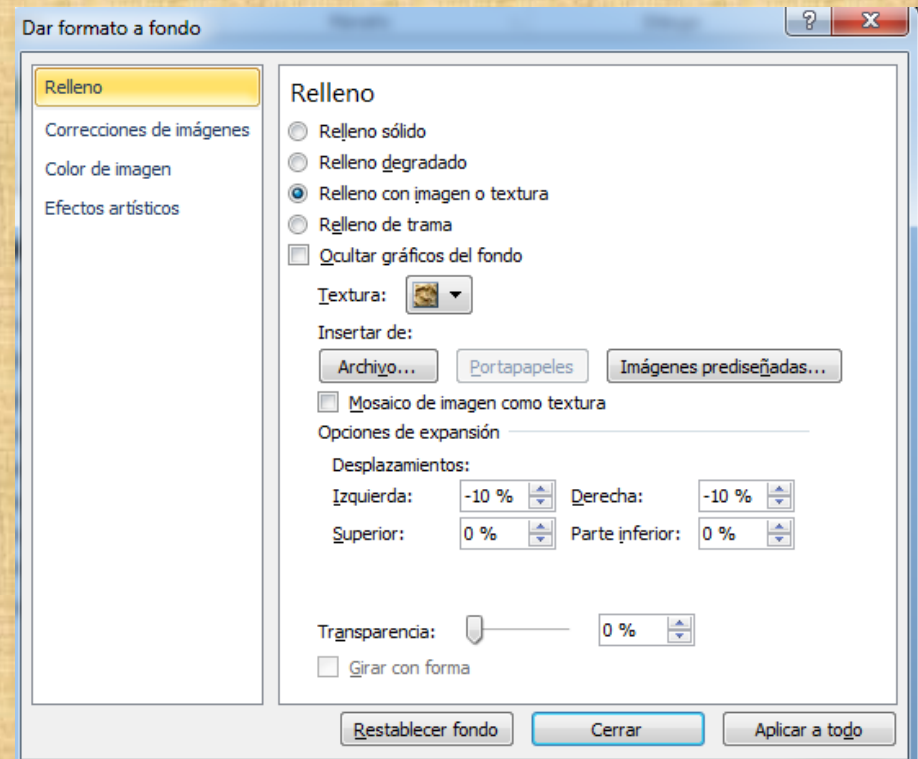 Dar formato a fondo
Relleno
Correcciones de imágenes
Color de imagen
Efectos artísticos
Relleno
Relleno sólido
Relleno degradado
Relleno con imagen o textura
Relleno de trama
Ocultar gráficos del fondo
Textura:
Insertar de:
Archivo... Portapapeles Imágenes prediseñadas...
Mosaico de imagen como textura
Opciones de expansión
Desplazamientos:
Izquierda: -10 % Derecha: -10 %
Superior: 0 % Parte inferior: 0 %
Transparencia: 0 %
Girar con forma
Restablecer fondo Cerrar Aplicar a todo